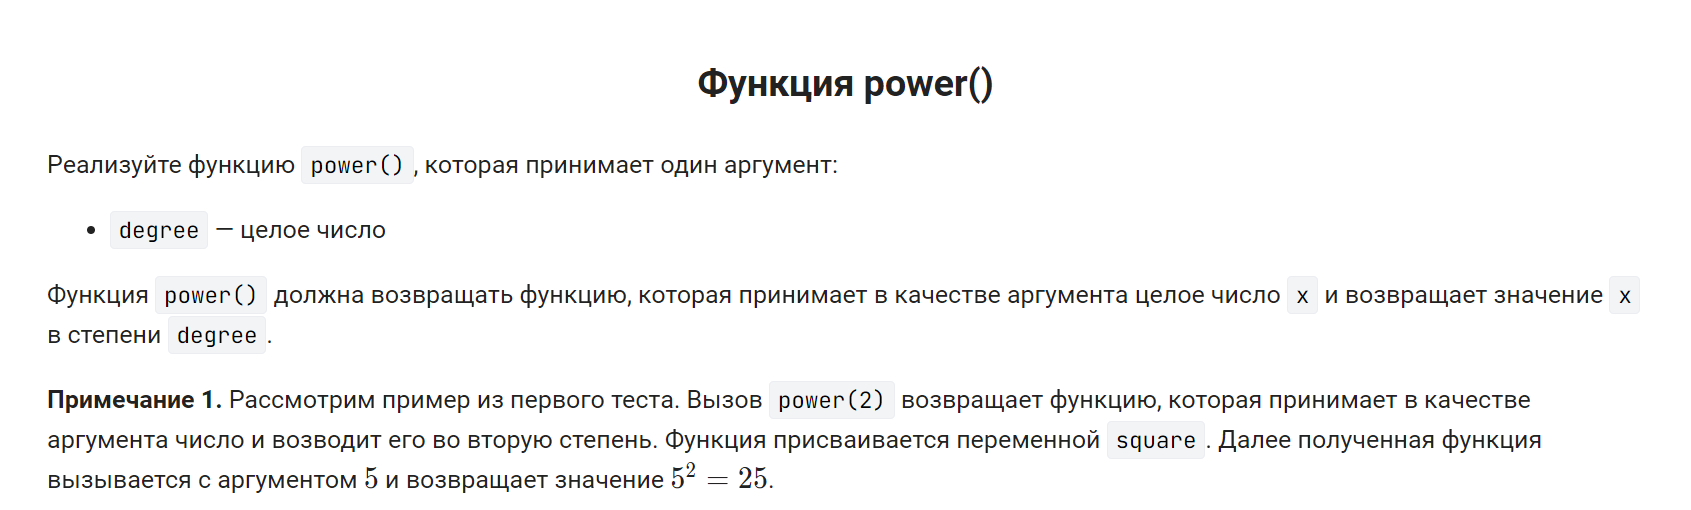 Функция power()
Реализуйте функцию power(), которая принимает один аргумент:
• degree — целое число
Функция power() должна возвращать функцию, которая принимает в качестве аргумента целое число x и возвращает значение x
в степени degree.
Примечание 1. Рассмотрим пример из первого теста. Вызов power(2) возвращает функцию, которая принимает в качестве
аргумента число и возводит его во вторую степень. Функция присваивается переменной square. Далее полученная функция
вызывается с аргументом 5 и возвращает значение 5² = 25.